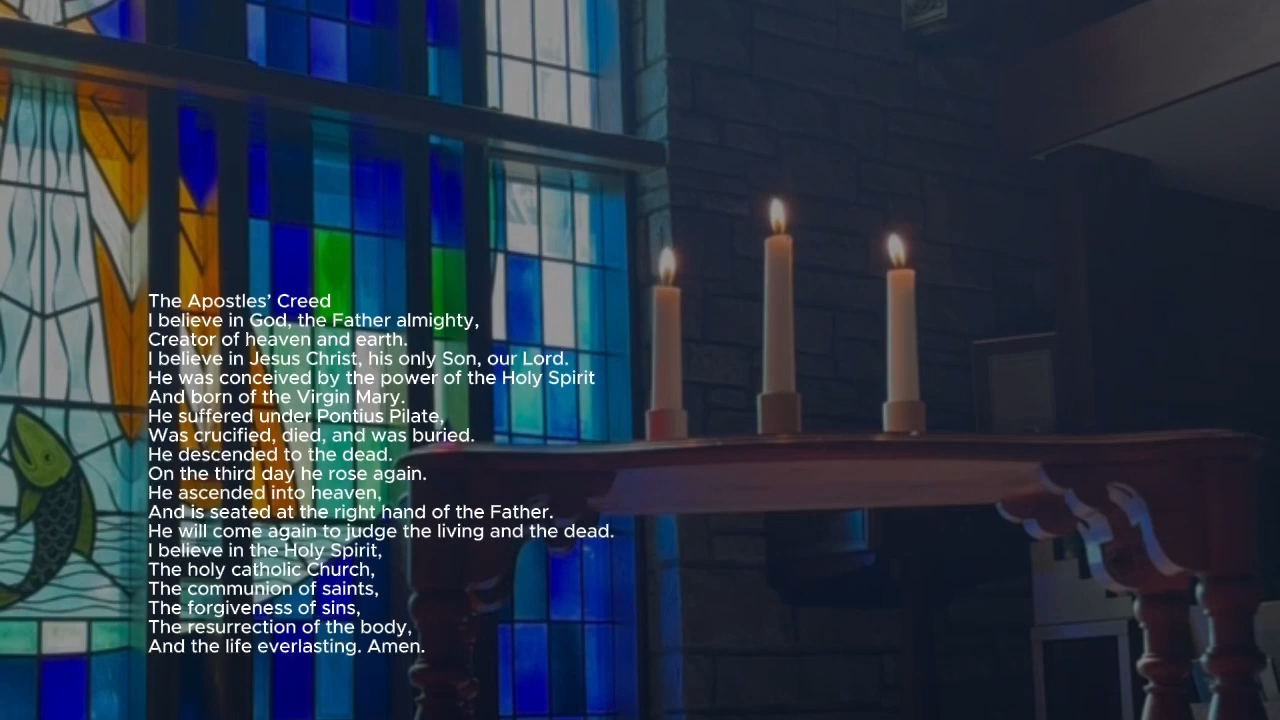 The Apostles’ Creed
I believe in God, the Father almighty,
Creator of heaven and earth.
I believe in Jesus Christ, his only Son, our Lord.
He was conceived by the power of the Holy Spirit
And born of the Virgin Mary.
He suffered under Pontius Pilate,
Was crucified, died, and was buried.
He descended to the dead.
On the third day he rose again.
He ascended into heaven,
And is seated at the right hand of the Father.
He will come again to judge the living and the dead.
I believe in the Holy Spirit,
The holy catholic Church,
The communion of saints,
The forgiveness of sins,
The resurrection of the body,
And the life everlasting. Amen.